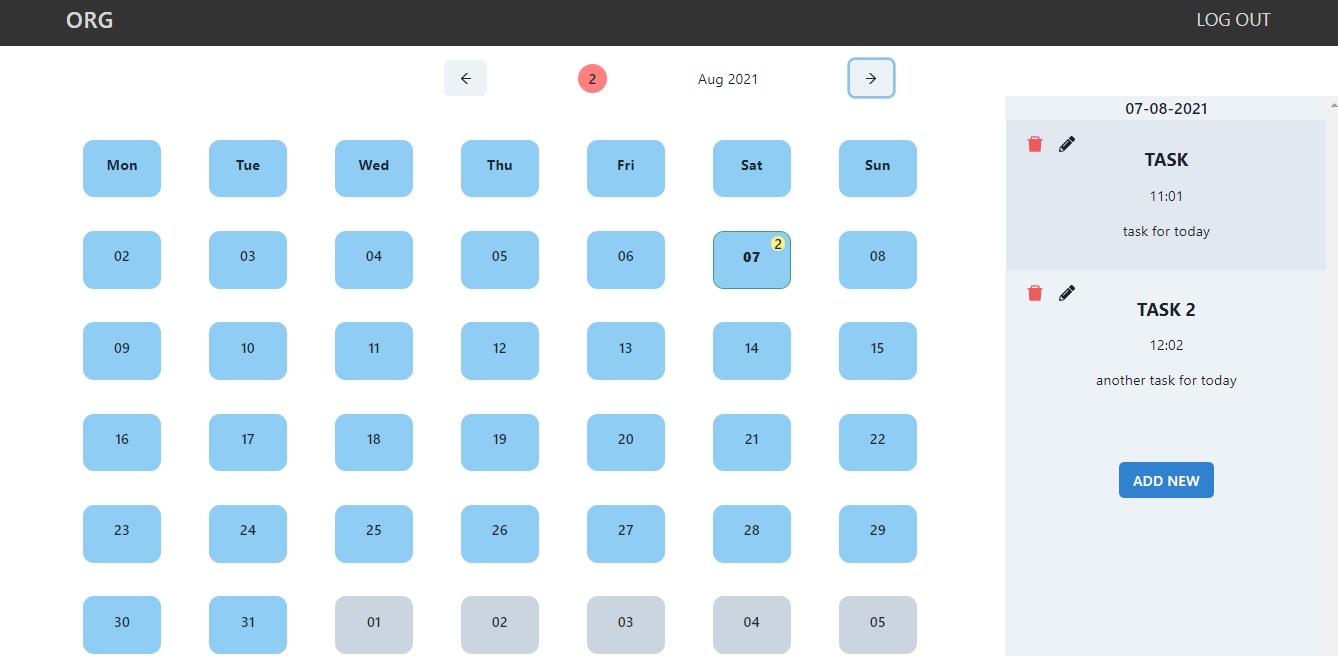 ORG LOG OUT
2 Aug 2021
Mon Tue Wed Thu Fri Sat Sun
02 03 04 05 06 07 2 08
09 10 11 12 13 14 15
16 17 18 19 20 21 22
23 24 25 26 27 28 29
30 31 01 02 03 04 05
07-08-2021
TASK
11:01
task for today
TASK 2
12:02
another task for today
ADD NEW